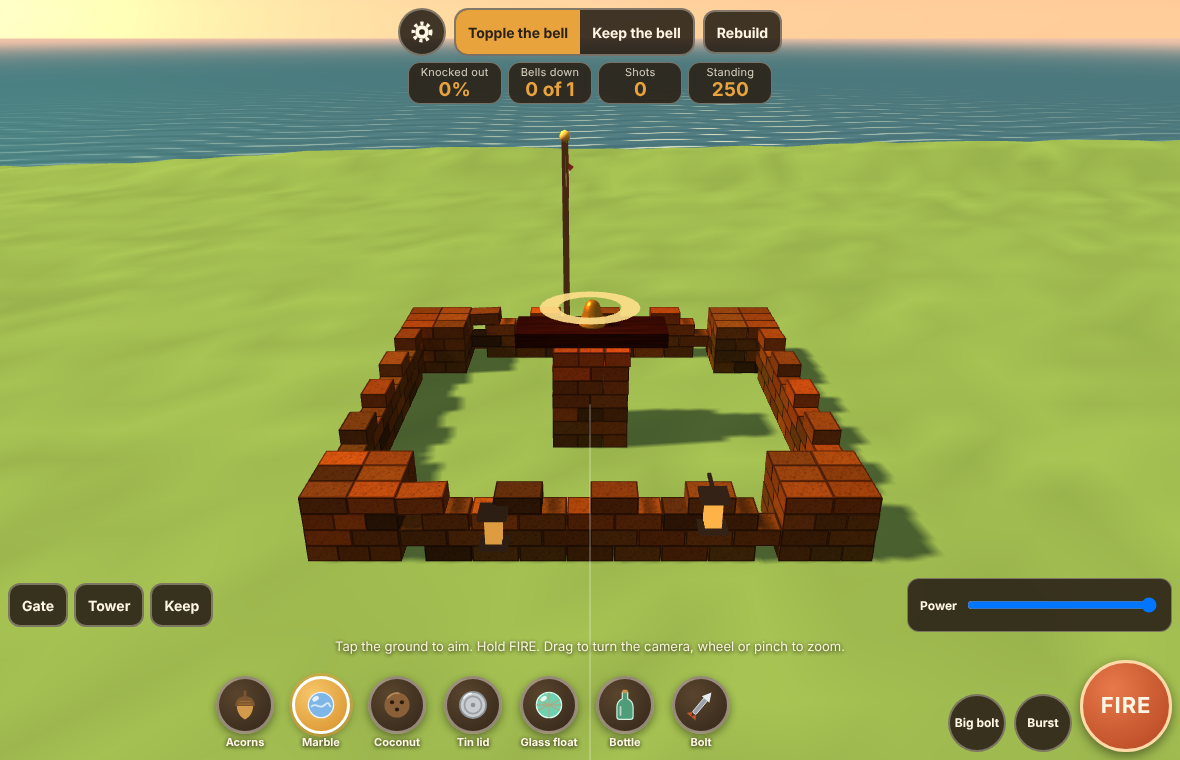 Topple the bell
Keep the bell
Rebuild
Knocked out
0%
Bells down
0 of 1
Shots
0
Standing
250
Gate
Tower
Keep
Power
Tap the ground to aim. Hold FIRE. Drag to turn the camera, wheel or pinch to zoom.
Acorns
Marble
Coconut
Tin lid
Glass float
Bottle
Bolt
Big bolt
Burst
FIRE